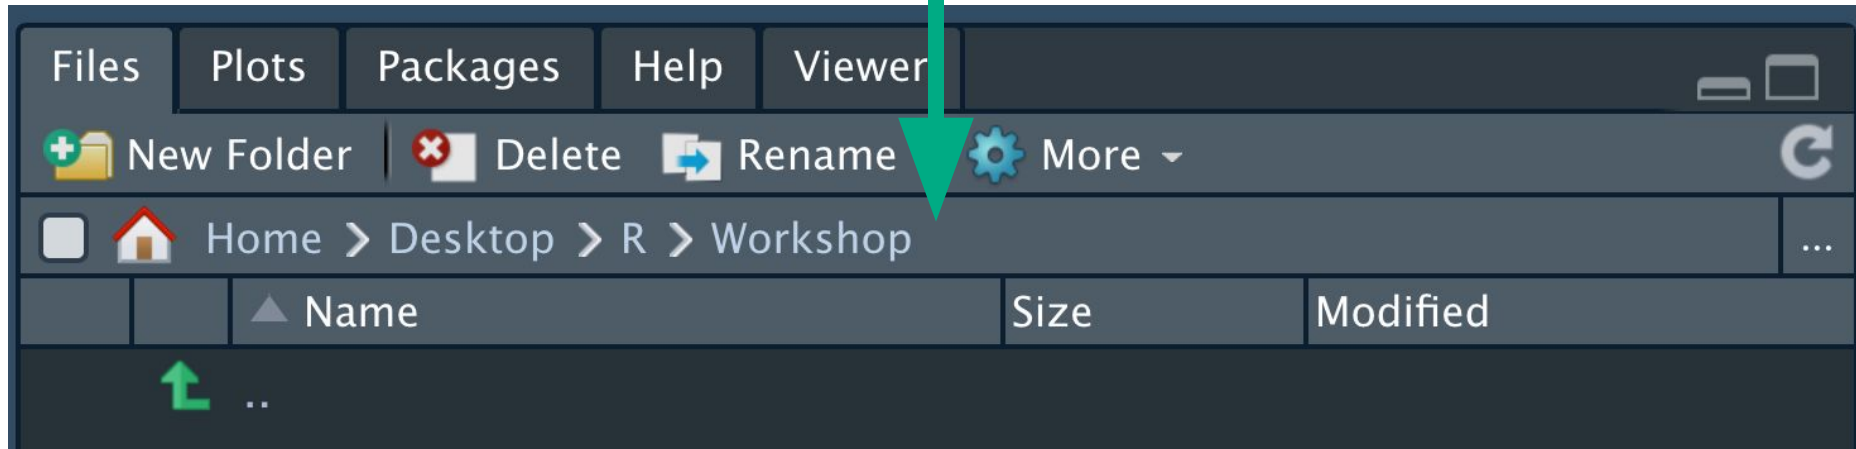 Files Plots Packages Help Viewer
New Folder Delete Rename More
Home > Desktop > R > Workshop ...
Name Size Modified
..